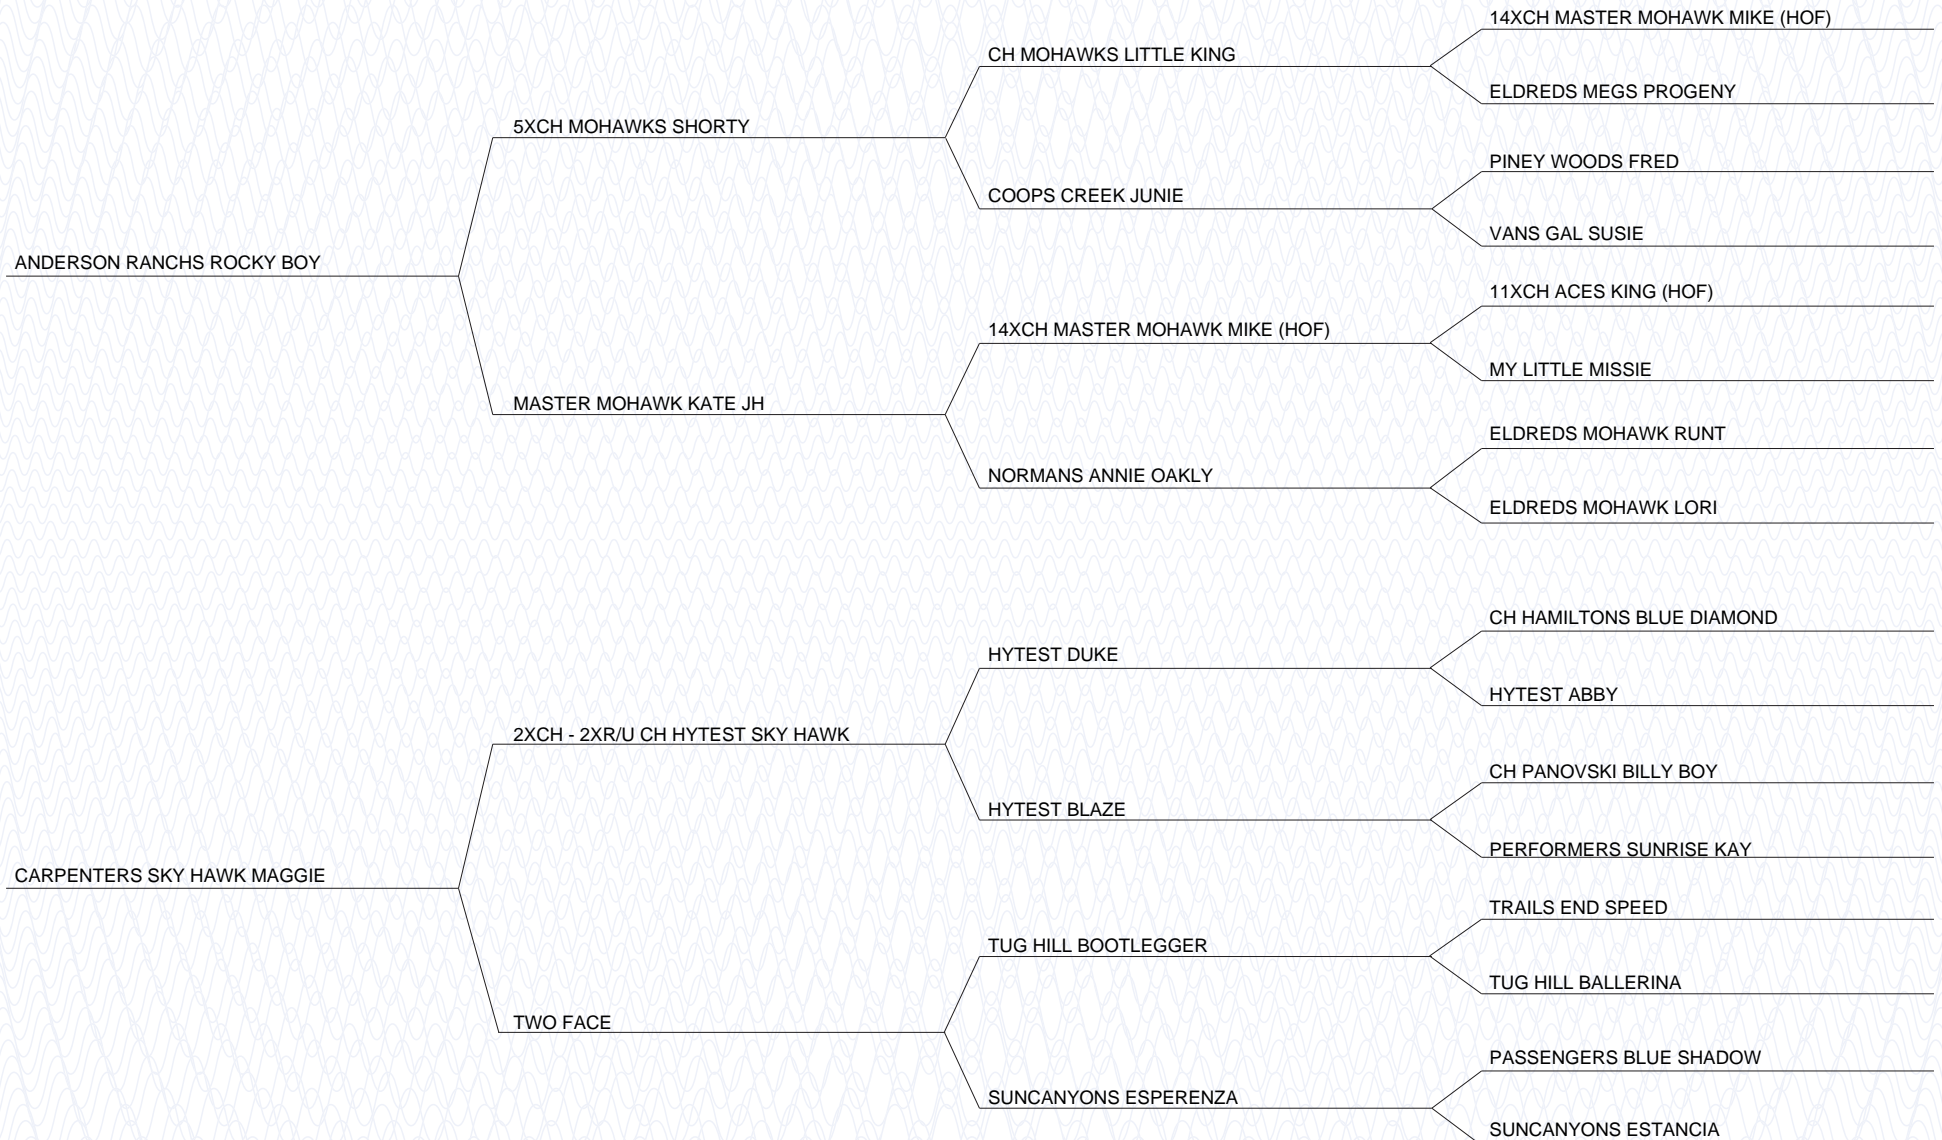 14XCH MASTER MOHAWK MIKE (HOF)
CH MOHAWKS LITTLE KING
ELDREDS MEGS PROGENY
5XCH MOHAWKS SHORTY
PINEY WOODS FRED
COOPS CREEK JUNIE
VANS GAL SUSIE
ANDERSON RANCHS ROCKY BOY
11XCH ACES KING (HOF)
14XCH MASTER MOHAWK MIKE (HOF)
MY LITTLE MISSIE
MASTER MOHAWK KATE JH
ELDREDS MOHAWK RUNT
NORMANS ANNIE OAKLY
ELDREDS MOHAWK LORI
CH HAMILTONS BLUE DIAMOND
HYTEST DUKE
HYTEST ABBY
2XCH - 2XR/U CH HYTEST SKY HAWK
CH PANOVSKI BILLY BOY
HYTEST BLAZE
PERFORMERS SUNRISE KAY
CARPENTERS SKY HAWK MAGGIE
TRAILS END SPEED
TUG HILL BOOTLEGGER
TUG HILL BALLERINA
TWO FACE
PASSENGERS BLUE SHADOW
SUNCANYONS ESPERENZA
SUNCANYONS ESTANCIA